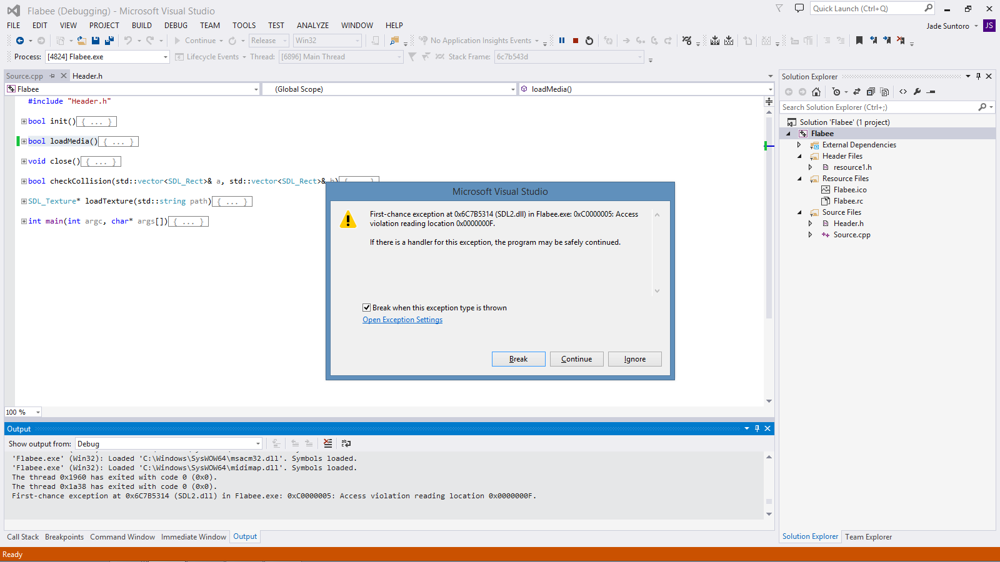 Flabee (Debugging) - Microsoft Visual Studio
Quick Launch (Ctrl+Q)
FILE EDIT VIEW PROJECT BUILD DEBUG TEAM TOOLS TEST ANALYZE WINDOW HELP
Jade Suntoro JS
Continue Release Win32 No Application Insights Events
Process: [4824] Flabee.exe Lifecycle Events Thread: [6896] Main Thread Stack Frame: 6c7b543d
Source.cpp Header.h
Flabee (Global Scope) loadMedia()
#include "Header.h"
bool init(){ ... }
bool loadMedia(){ ... }
void close(){ ... }
bool checkCollision(std::vector<SDL_Rect>& a, std::vector<SDL_Rect>& b){ ... }
SDL_Texture* loadTexture(std::string path){ ... }
int main(int argc, char* args[]){ ... }
Microsoft Visual Studio
First-chance exception at 0x6C7B5314 (SDL2.dll) in Flabee.exe: 0xC0000005: Access
violation reading location 0x0000000F.
If there is a handler for this exception, the program may be safely continued.
Break when this exception type is thrown
Open Exception Settings
Break Continue Ignore
100 %
Output
Show output from: Debug
'Flabee.exe' (Win32): Loaded 'C:\Windows\SysWOW64\msacm32.dll'. Symbols loaded.
'Flabee.exe' (Win32): Loaded 'C:\Windows\SysWOW64\midimap.dll'. Symbols loaded.
The thread 0x1960 has exited with code 0 (0x0).
The thread 0x1a38 has exited with code 0 (0x0).
First-chance exception at 0x6C7B5314 (SDL2.dll) in Flabee.exe: 0xC0000005: Access violation reading location 0x0000000F.
Call Stack Breakpoints Command Window Immediate Window Output
Solution Explorer
Search Solution Explorer (Ctrl+;)
Solution 'Flabee' (1 project)
Flabee
External Dependencies
Header Files
resource1.h
Resource Files
Flabee.ico
Flabee.rc
Source Files
Header.h
Source.cpp
Solution Explorer Team Explorer
Ready